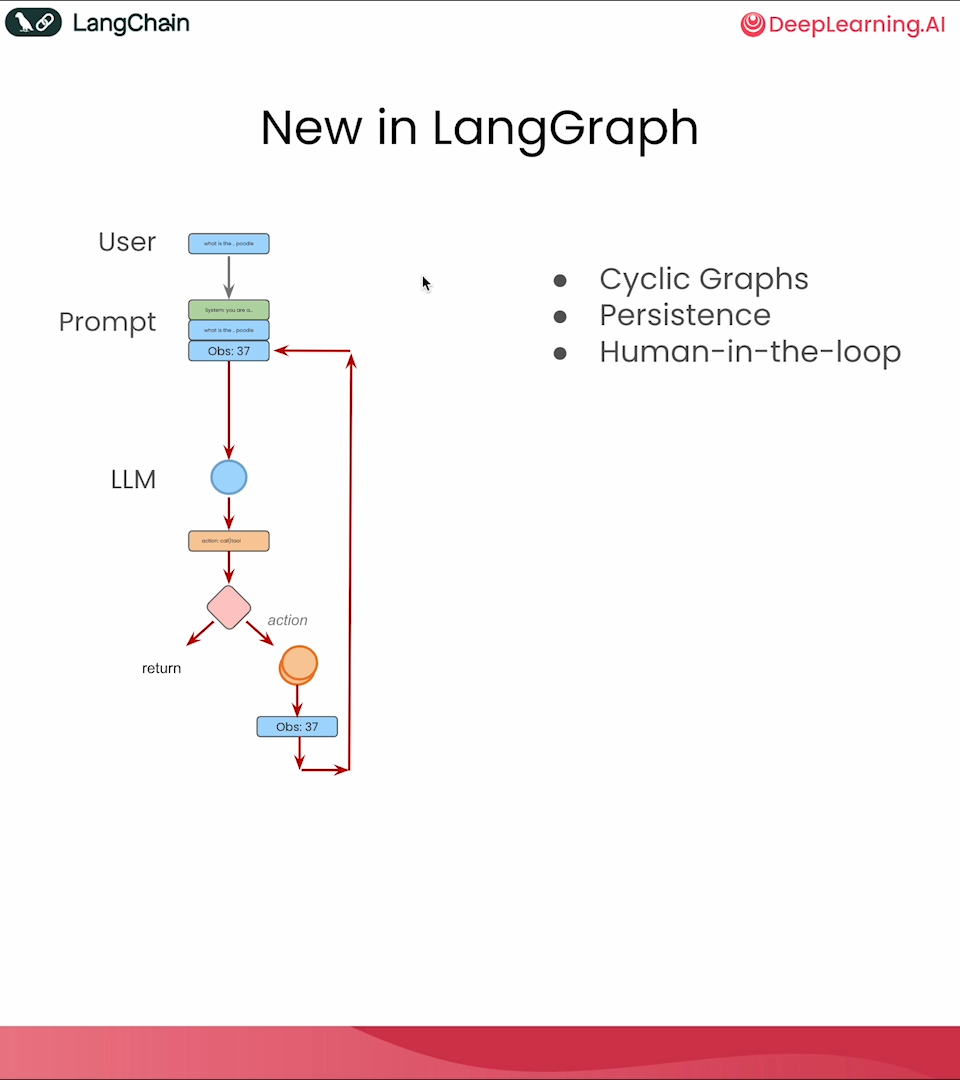 LangChain
DeepLearning.AI
New in LangGraph
User
what is the .. poodle
Prompt
System: you are a..
what is the .. poodle
Obs: 37
LLM
action: call)tool
action
return
Obs: 37
● Cyclic Graphs
● Persistence
● Human-in-the-loop